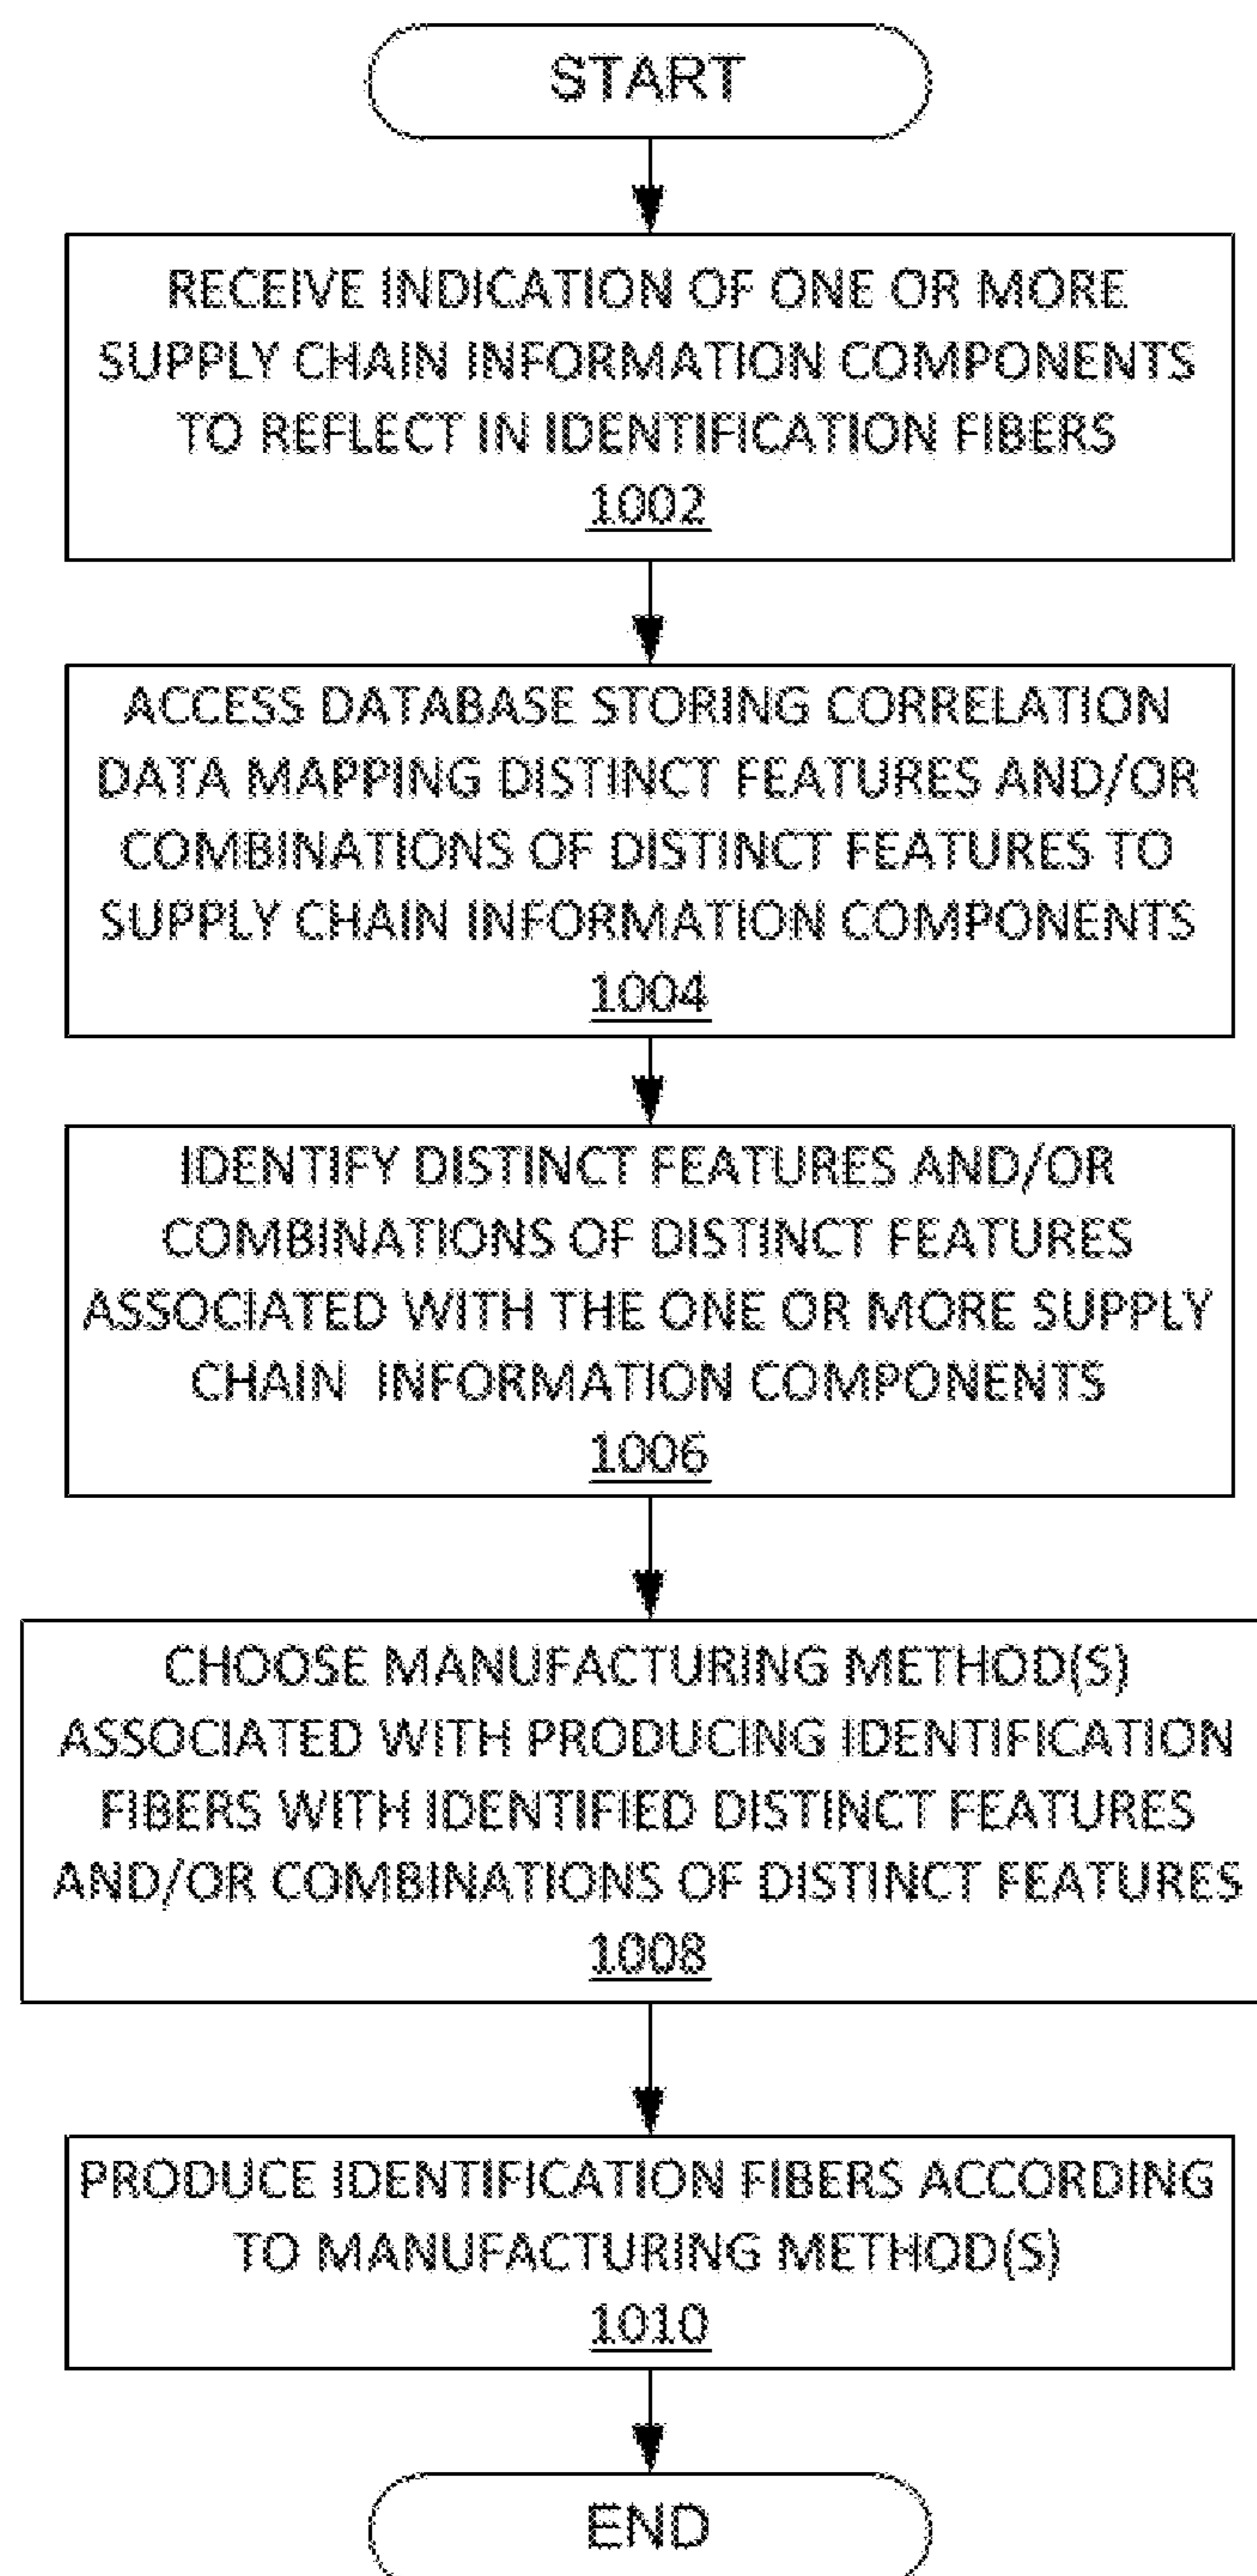 START
RECEIVE INDICATION OF ONE OR MORE
SUPPLY CHAIN INFORMATION COMPONENTS
TO REFLECT IN IDENTIFICATION FIBERS
1002
ACCESS DATABASE STORING CORRELATION
DATA MAPPING DISTINCT FEATURES AND/OR
COMBINATIONS OF DISTINCT FEATURES TO
SUPPLY CHAIN INFORMATION COMPONENTS
1004
IDENTIFY DISTINCT FEATURES AND/OR
COMBINATIONS OF DISTINCT FEATURES
ASSOCIATED WITH THE ONE OR MORE SUPPLY
CHAIN INFORMATION COMPONENTS
1006
CHOOSE MANUFACTURING METHOD(S)
ASSOCIATED WITH PRODUCING IDENTIFICATION
FIBERS WITH IDENTIFIED DISTINCT FEATURES
AND/OR COMBINATIONS OF DISTINCT FEATURES
1008
PRODUCE IDENTIFICATION FIBERS ACCORDING
TO MANUFACTURING METHOD(S)
1010
END